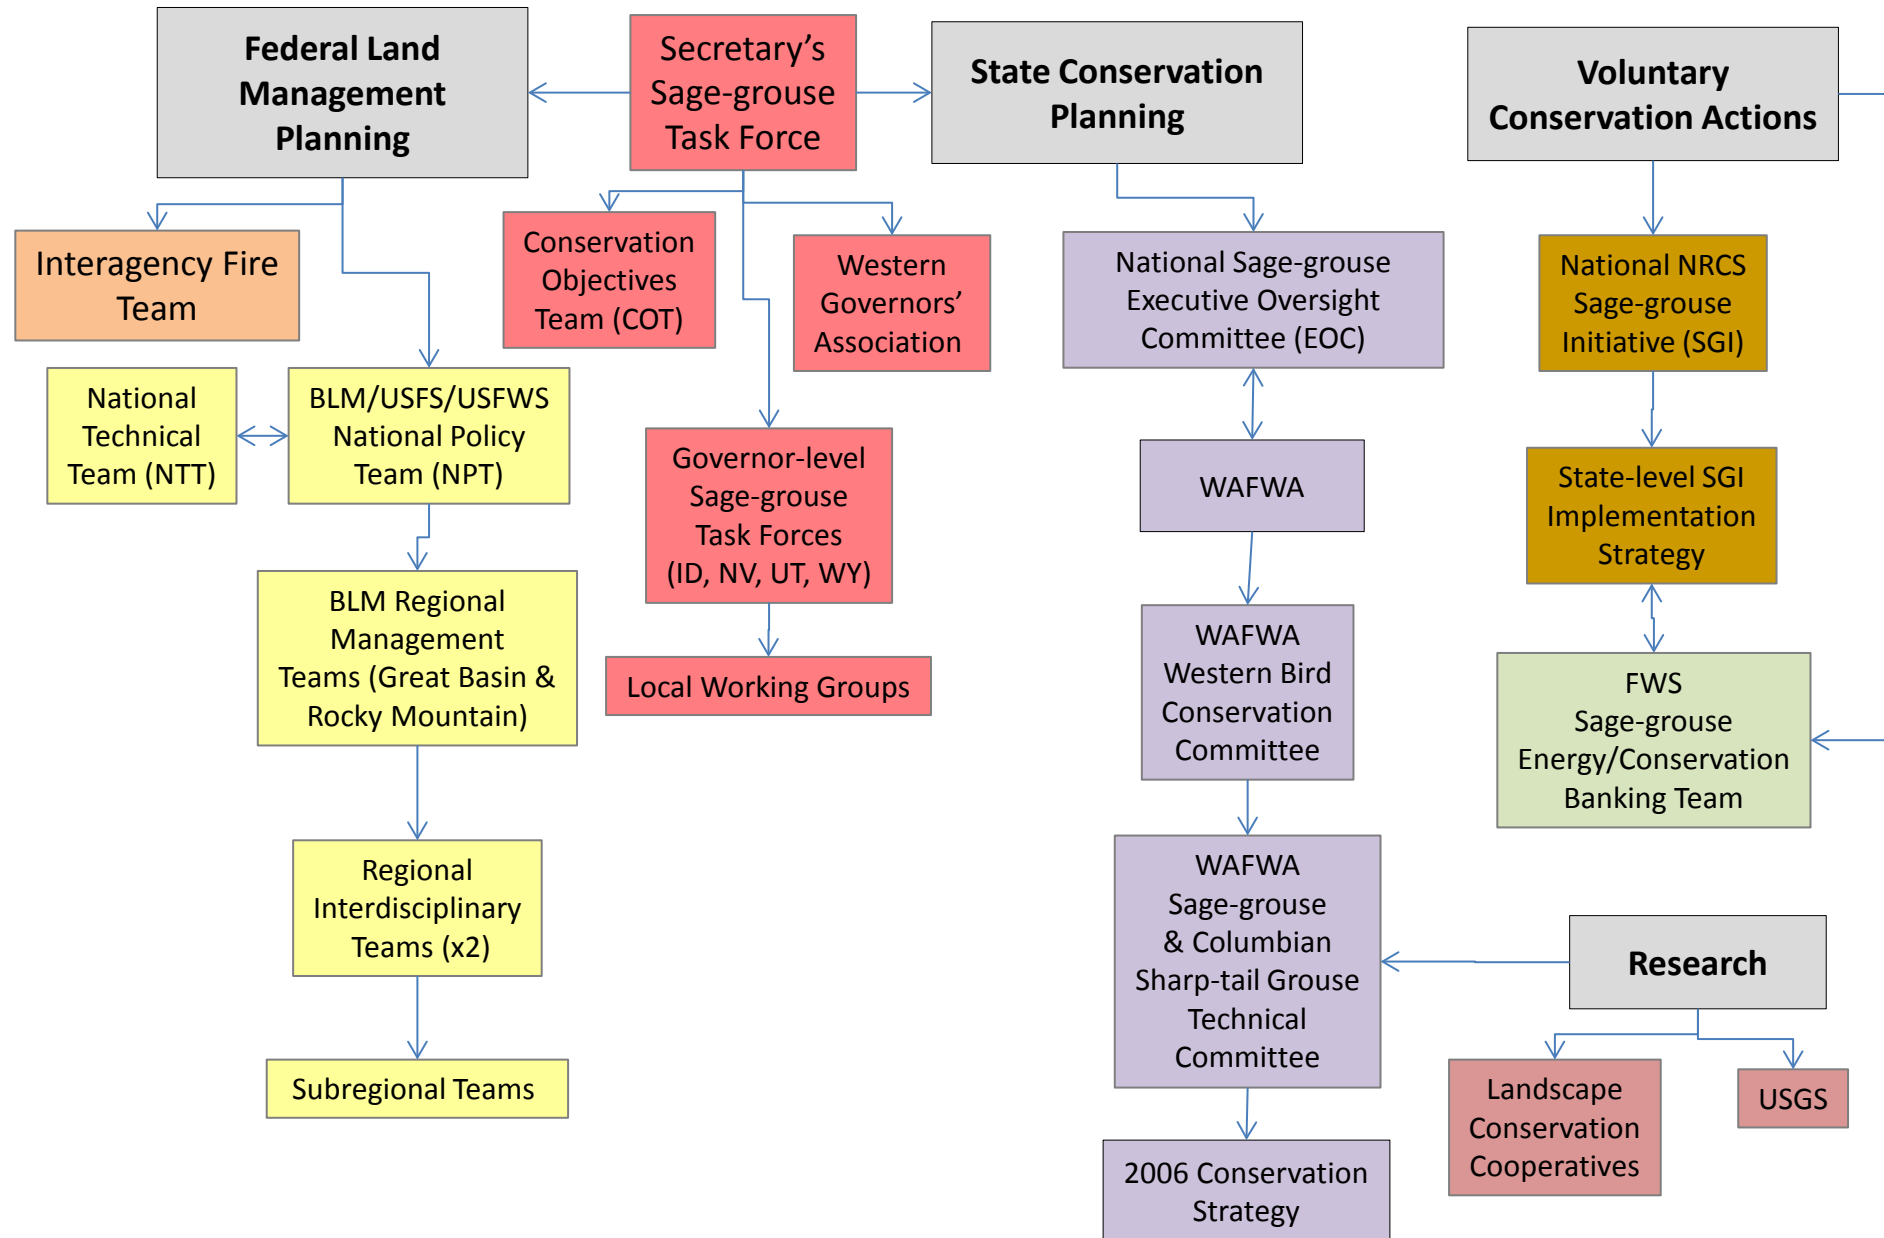 Federal Land
Management
Planning
Secretary’s
Sage-grouse
Task Force
State Conservation
Planning
Voluntary
Conservation Actions
Interagency Fire
Team
Conservation
Objectives
Team (COT)
Western
Governors’
Association
National Sage-grouse
Executive Oversight
Committee (EOC)
National NRCS
Sage-grouse
Initiative (SGI)
National
Technical
Team (NTT)
BLM/USFS/USFWS
National Policy
Team (NPT)
Governor-level
Sage-grouse
Task Forces
(ID, NV, UT, WY)
WAFWA
State-level SGI
Implementation
Strategy
BLM Regional
Management
Teams (Great Basin &
Rocky Mountain)
Local Working Groups
WAFWA
Western Bird
Conservation
Committee
FWS
Sage-grouse
Energy/Conservation
Banking Team
Regional
Interdisciplinary
Teams (x2)
WAFWA
Sage-grouse
& Columbian
Sharp-tail Grouse
Technical
Committee
Research
Subregional Teams
Landscape
Conservation
Cooperatives
USGS
2006 Conservation
Strategy